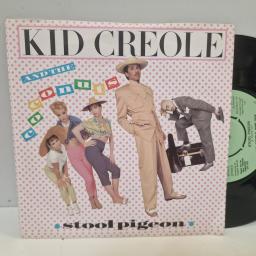 KID CREOLE
AND THE
coconuts
•stool pigeon•